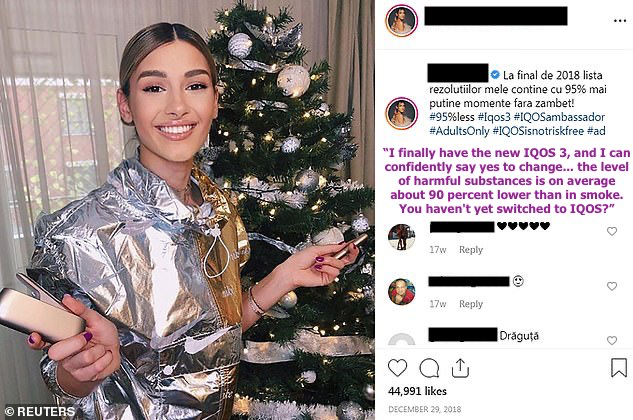 ...
La final de 2018 lista
rezolutiilor mele contine cu 95% mai
putine momente fara zambet!
#95%less #Iqos3 #IQOSambassador
#AdultsOnly #IQOSisnotriskfree #ad
“I finally have the new IQOS 3, and I can
confidently say yes to change... the level
of harmful substances is on average
about 90 percent lower than in smoke.
You haven't yet switched to IQOS?”
17w Reply
17w Reply
Drăguță
44,991 likes
DECEMBER 29, 2018
© REUTERS